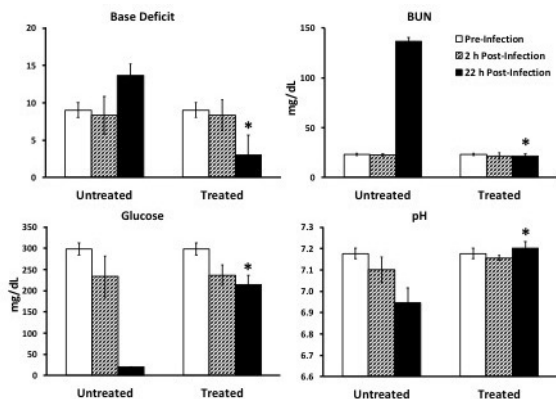 Base Deficit
20
15
10
5
0
Untreated Treated
BUN
mg/dL
150
100
50
0
Pre-Infection
2 h Post-Infection
22 h Post-Infection
*
Untreated Treated
Glucose
mg/dL
350
300
250
200
150
100
50
0
*
Untreated Treated
pH
7.3
7.2
7.1
7.0
6.9
6.8
6.7
6.6
*
Untreated Treated
*